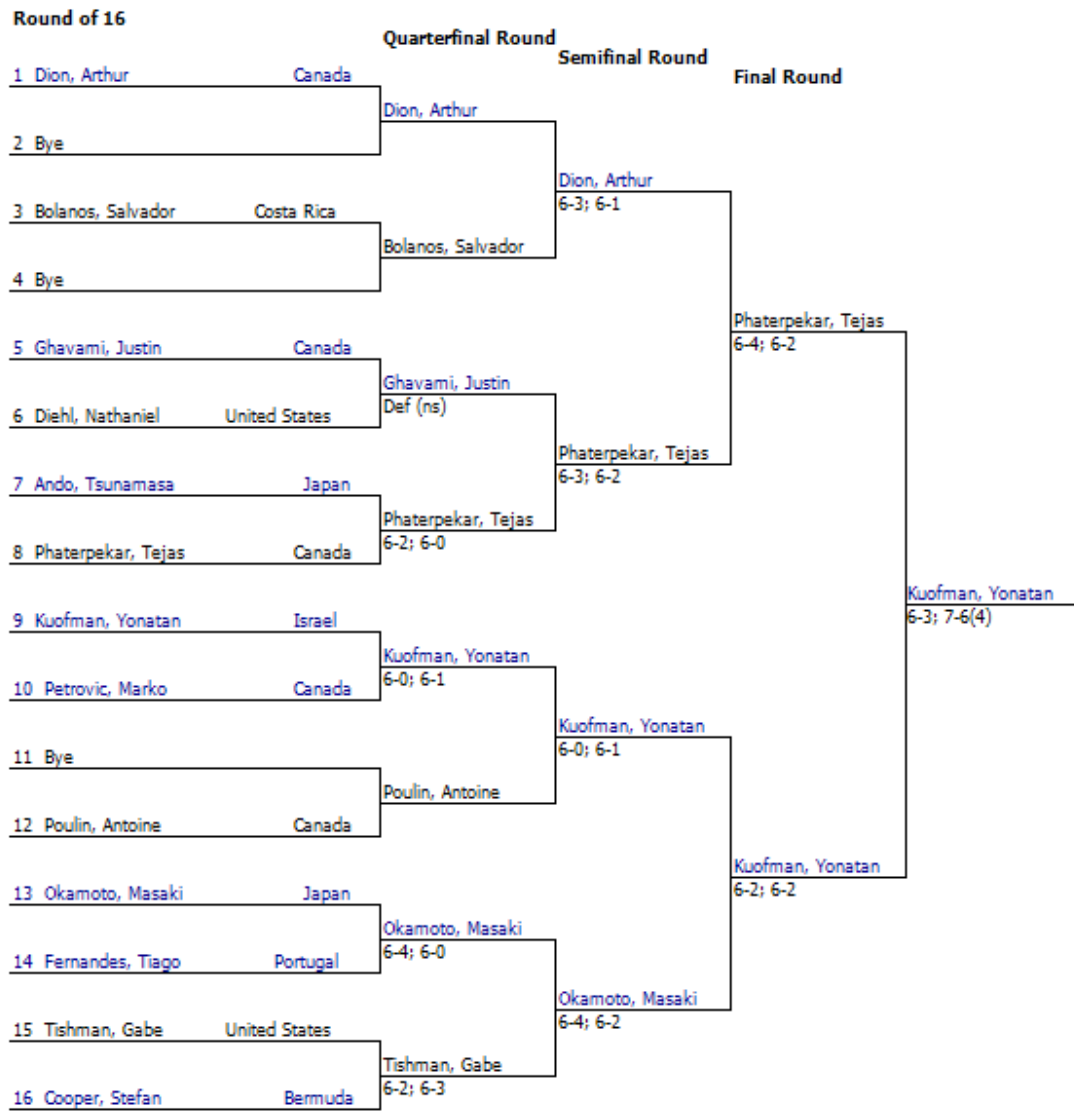 Round of 16
Quarterfinal Round
Semifinal Round
Final Round
1 Dion, Arthur Canada
Dion, Arthur
2 Bye
Dion, Arthur
6-3; 6-1
3 Bolanos, Salvador Costa Rica
Bolanos, Salvador
4 Bye
Phaterpekar, Tejas
6-4; 6-2
5 Ghavami, Justin Canada
Ghavami, Justin
Def (ns)
6 Diehl, Nathaniel United States
Phaterpekar, Tejas
6-3; 6-2
7 Ando, Tsunamasa Japan
Phaterpekar, Tejas
6-2; 6-0
8 Phaterpekar, Tejas Canada
Kuofman, Yonatan
6-3; 7-6(4)
9 Kuofman, Yonatan Israel
Kuofman, Yonatan
6-0; 6-1
10 Petrovic, Marko Canada
Kuofman, Yonatan
6-0; 6-1
11 Bye
Poulin, Antoine
12 Poulin, Antoine Canada
Kuofman, Yonatan
6-2; 6-2
13 Okamoto, Masaki Japan
Okamoto, Masaki
6-4; 6-0
14 Fernandes, Tiago Portugal
Okamoto, Masaki
6-4; 6-2
15 Tishman, Gabe United States
Tishman, Gabe
6-2; 6-3
16 Cooper, Stefan Bermuda